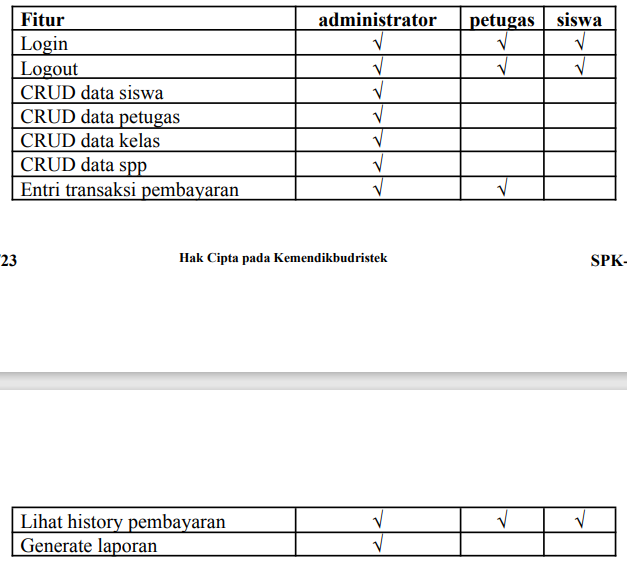 Fitur administrator petugas siswa
Login √ √ √
Logout √ √ √
CRUD data siswa √
CRUD data petugas √
CRUD data kelas √
CRUD data spp √
Entri transaksi pembayaran √ √
23 Hak Cipta pada Kemendikbudristek SPK-
Lihat history pembayaran √ √ √
Generate laporan √